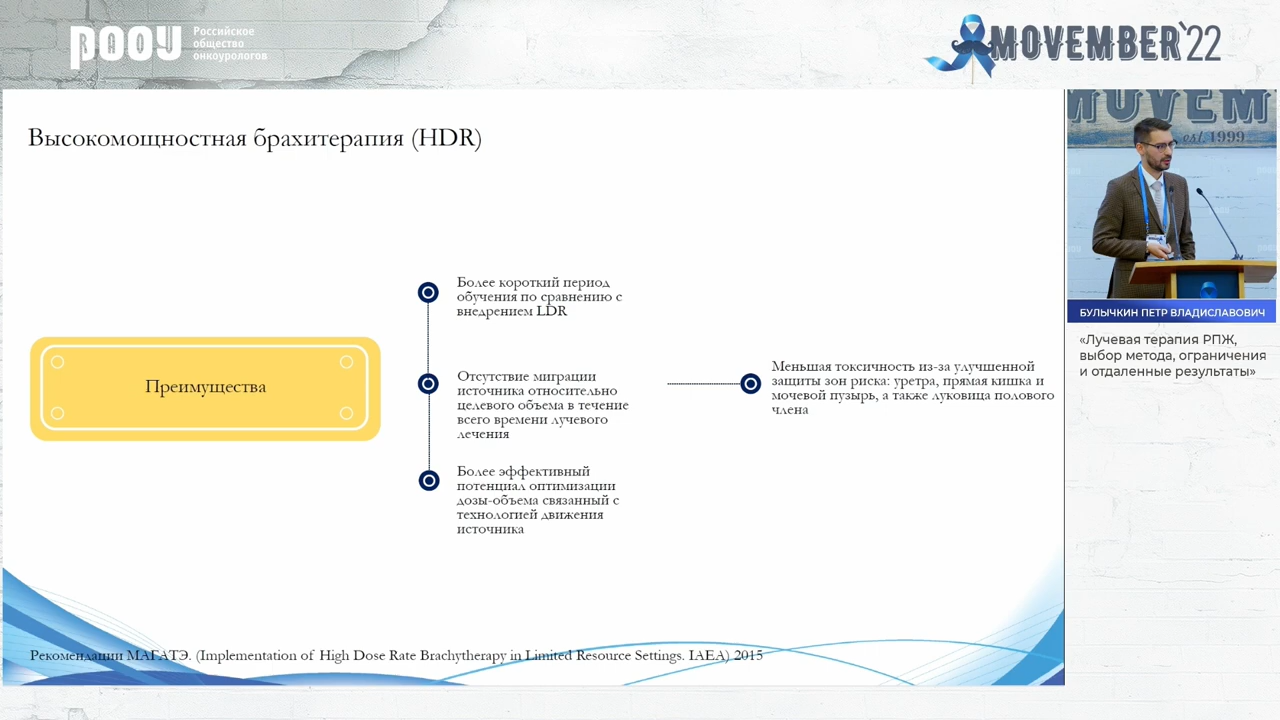 РООУ
Российское
общество
онкоурологов
MOVEMBER`22
Высокомощностная брахитерапия (HDR)
Преимущества
Более короткий период
обучения по сравнению с
внедрением LDR
Отсутствие миграции
источника относительно
целевого объема в течение
всего времени лучевого
лечения
Более эффективный
потенциал оптимизации
дозы-объема связанный с
технологией движения
источника
Меньшая токсичность из-за улучшенной
защиты зон риска: уретра, прямая кишка и
мочевой пузырь, а также луковица полового
члена
Рекомендации МАГАТЭ. (Implementation of High Dose Rate Brachytherapy in Limited Resource Settings. IAEA) 2015
MOVEM
est. 1999
БУЛЫЧКИН ПЕТР ВЛАДИСЛАВОВИЧ
«Лучевая терапия РПЖ,
выбор метода, ограничения
и отдаленные результаты»